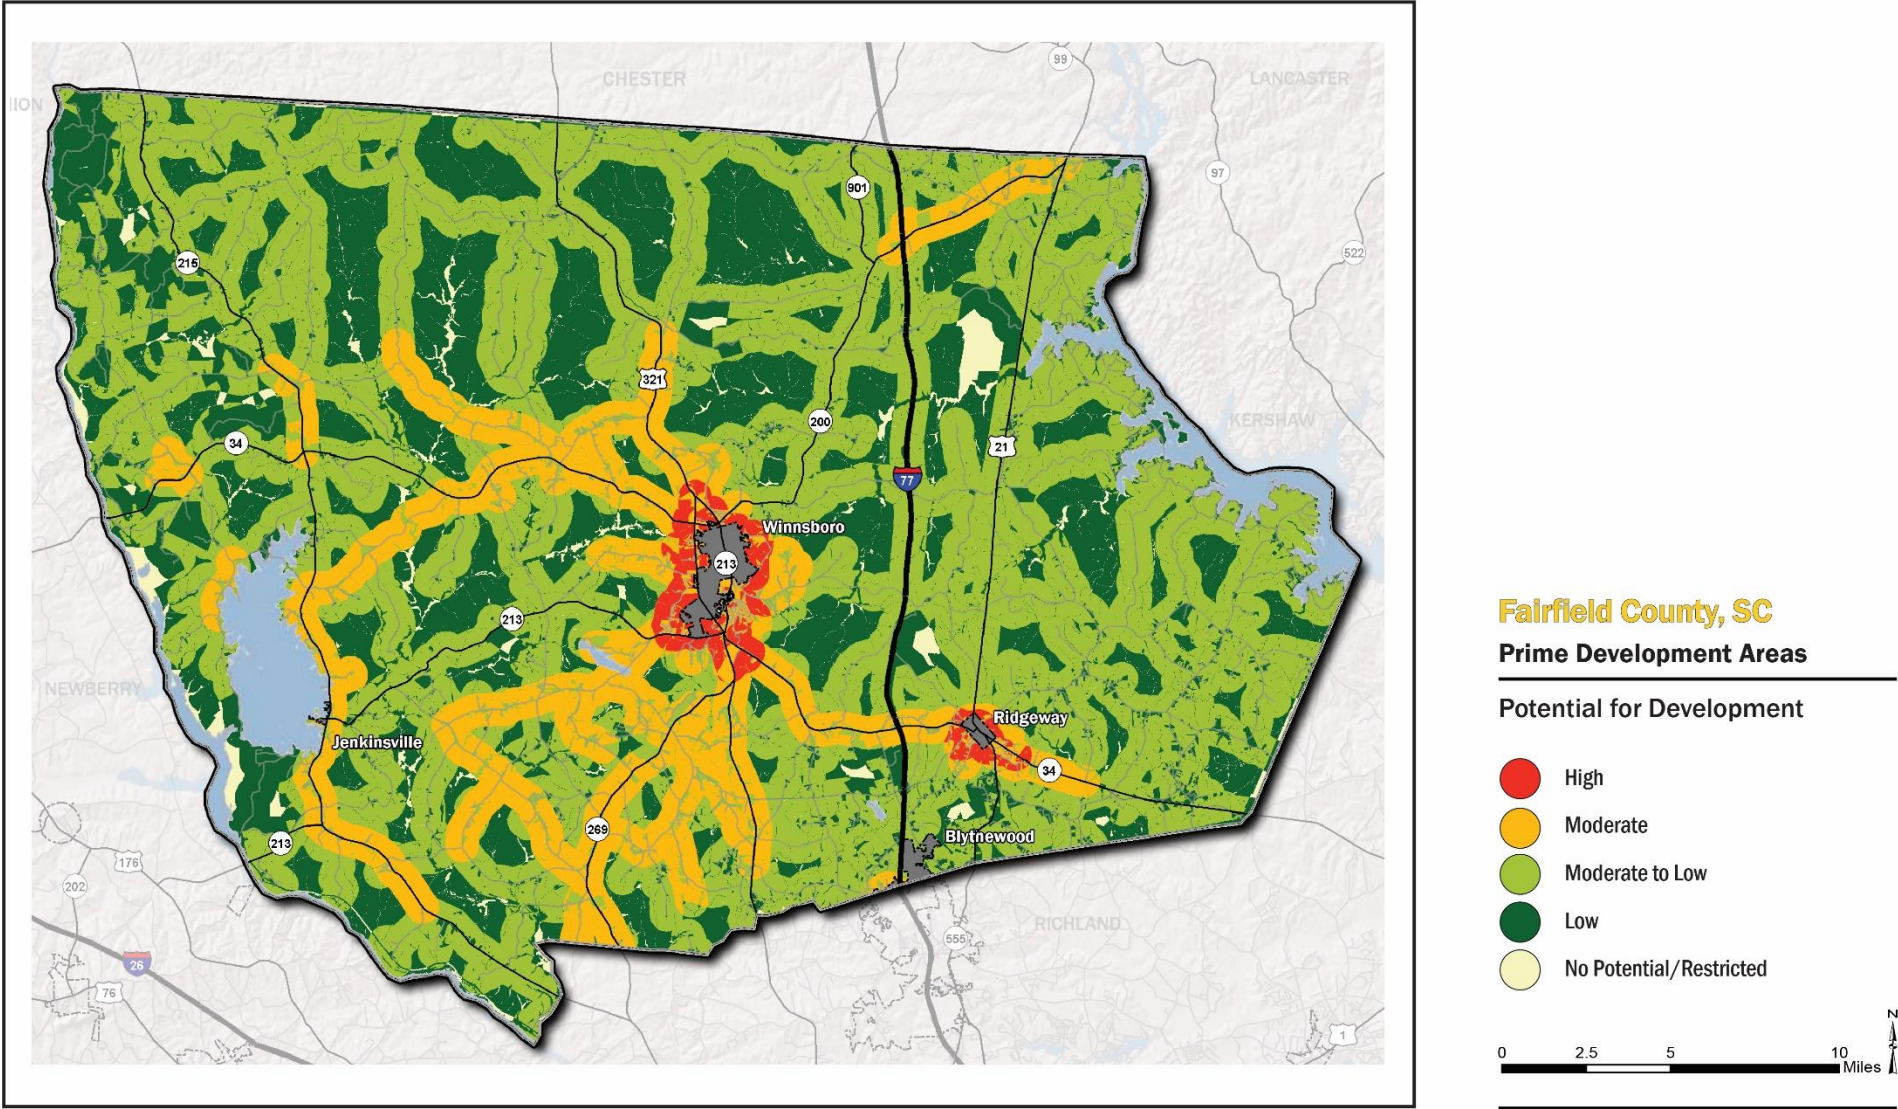 CHESTER
99
LANCASTER
ION
97
901
522
215
321
KERSHAW
200
34
21
77
Winnsboro
213
213
NEWBERRY
Ridgeway
Jenkinsville
34
269
Blytnewood
213
176
202
RICHLAND
555
26
76
1
Fairfield County, SC
Prime Development Areas
Potential for Development
High
Moderate
Moderate to Low
Low
No Potential/Restricted
N
0 2.5 5 10
Miles